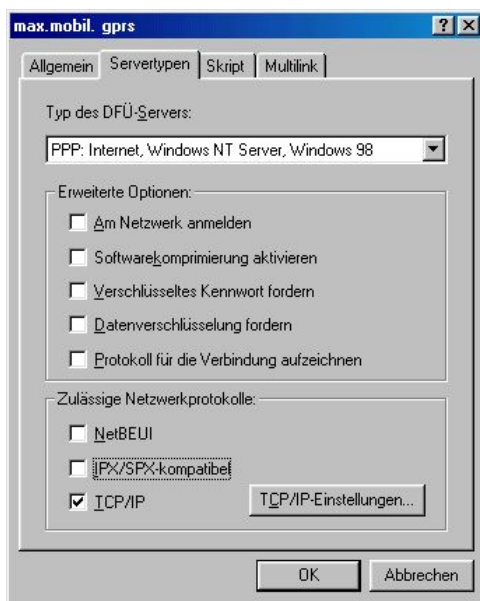 max.mobil. gprs
Allgemein Servertypen Skript Multilink
Typ des DFÜ-Servers:
PPP: Internet, Windows NT Server, Windows 98
Erweiterte Optionen:
Am Netzwerk anmelden
Softwarekomprimierung aktivieren
Verschlüsseltes Kennwort fordern
Datenverschlüsselung fordern
Protokoll für die Verbindung aufzeichnen
Zulässige Netzwerkprotokolle:
NetBEUI
IPX/SPX-kompatibel
TCP/IP TCP/IP-Einstellungen...
OK Abbrechen